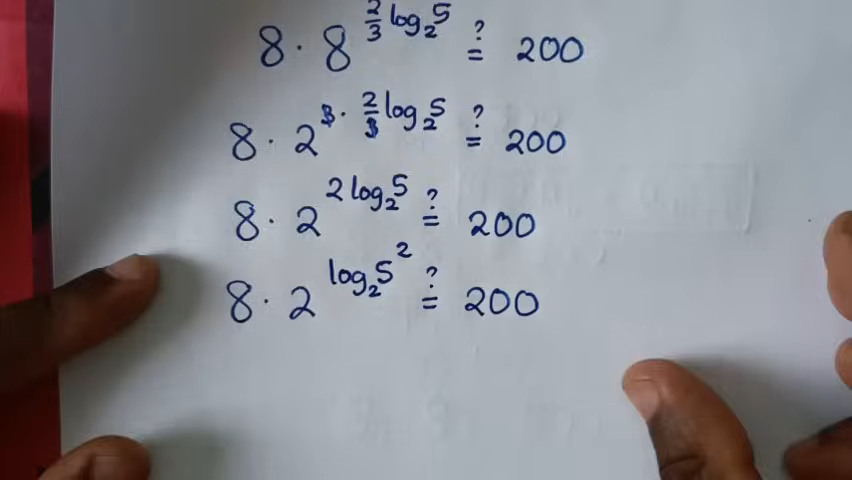 8 · 8^(2/3 log₂5) ≟ 200
8 · 2^(3 · 2/3 log₂5) ≟ 200
8 · 2^(2 log₂5) ≟ 200
8 · 2^(log₂5²) ≟ 200